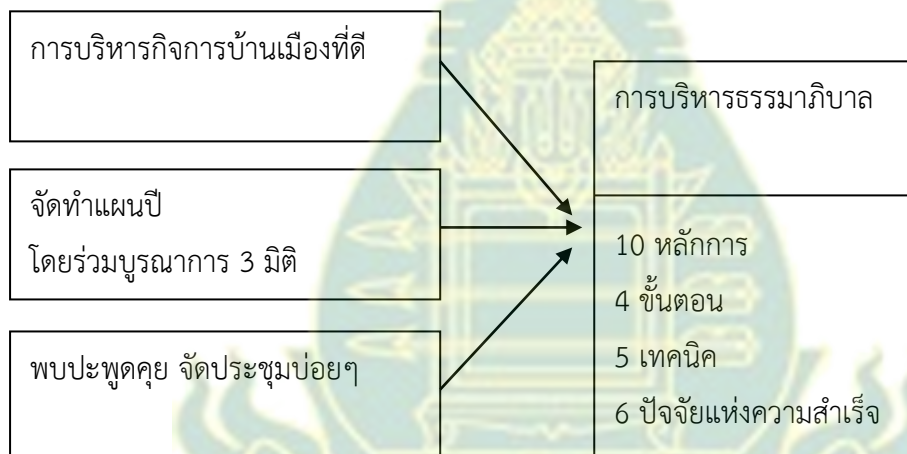 การบริหารกิจการบ้านเมืองที่ดี
จัดทำแผนปี
โดยร่วมบูรณาการ 3 มิติ
พบปะพูดคุย จัดประชุมบ่อยๆ
การบริหารธรรมาภิบาล
10 หลักการ
4 ขั้นตอน
5 เทคนิค
6 ปัจจัยแห่งความสำเร็จ